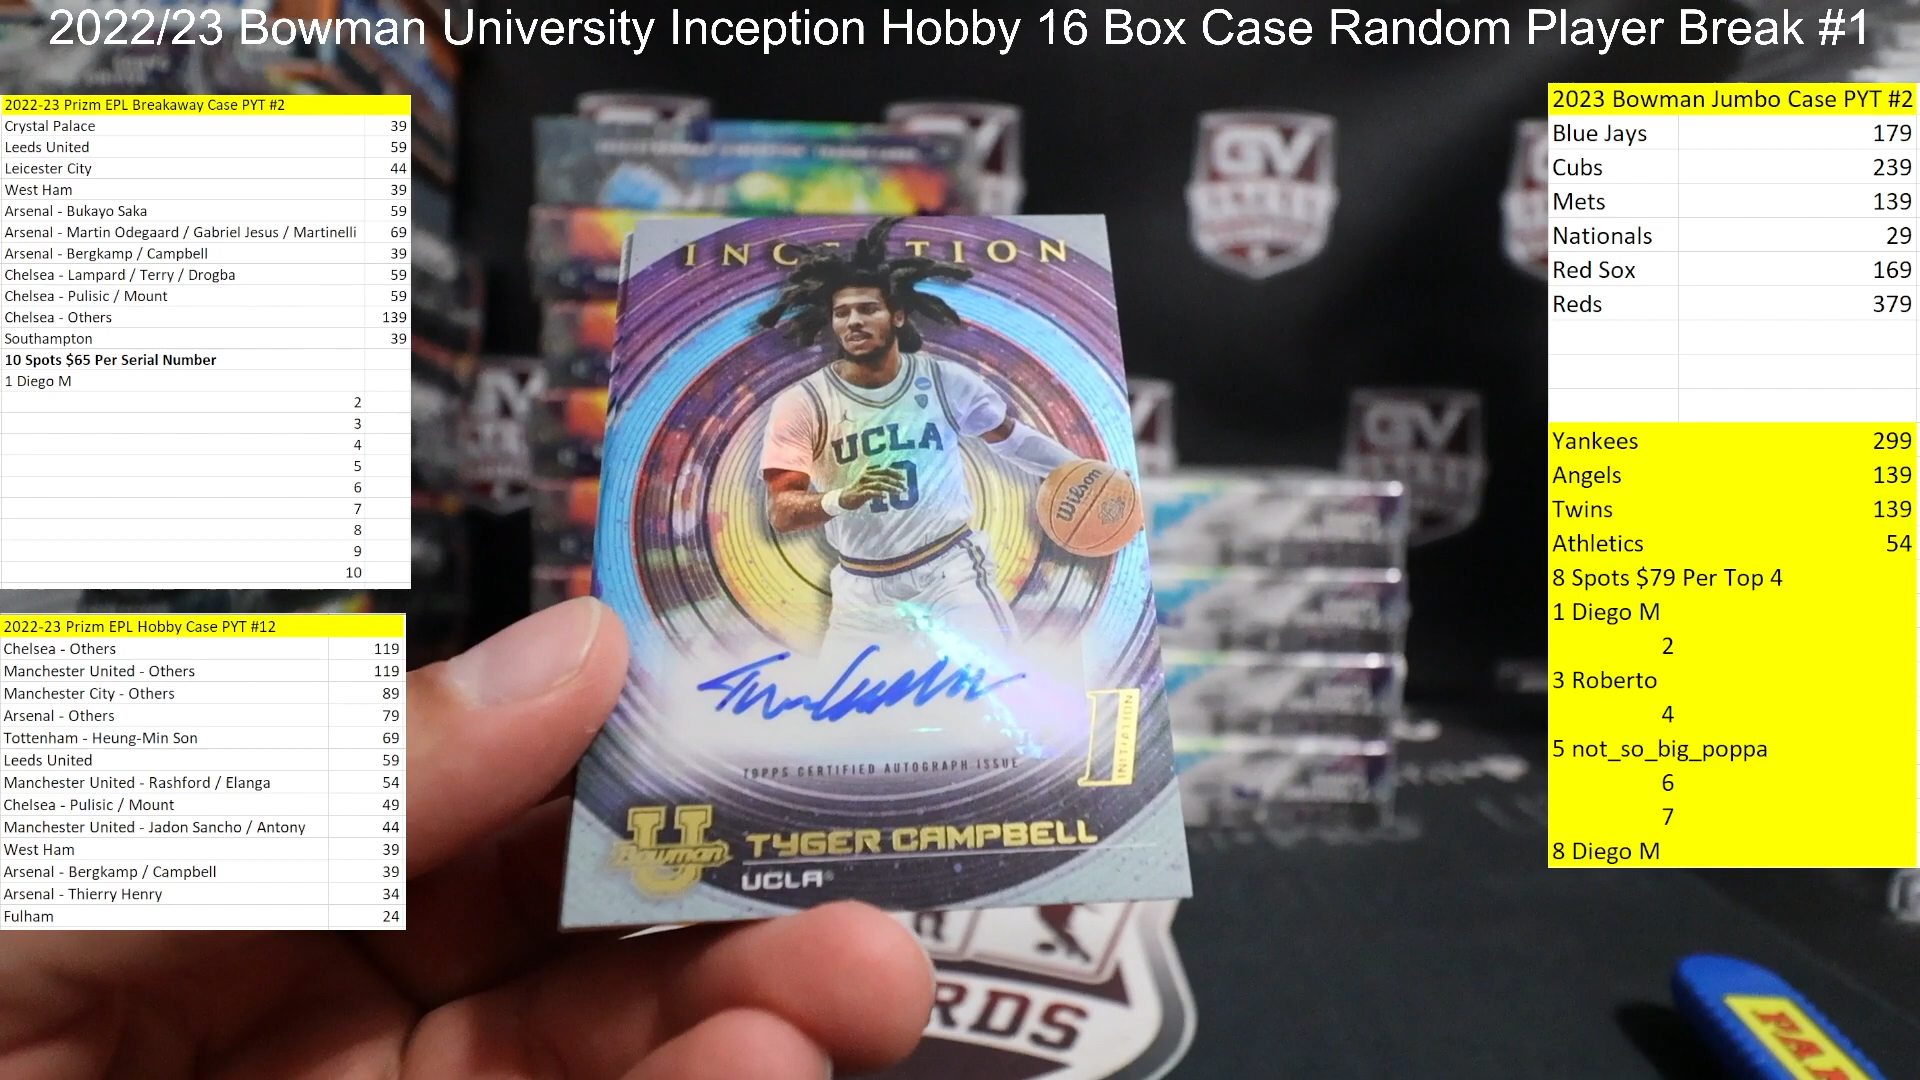 2022/23 Bowman University Inception Hobby 16 Box Case Random Player Break #1
2022-23 Prizm EPL Breakaway Case PYT #2
Crystal Palace 39
Leeds United 59
Leicester City 44
West Ham 39
Arsenal - Bukayo Saka 59
Arsenal - Martin Odegaard / Gabriel Jesus / Martinelli 69
Arsenal - Bergkamp / Campbell 39
Chelsea - Lampard / Terry / Drogba 59
Chelsea - Pulisic / Mount 59
Chelsea - Others 139
Southampton 39
10 Spots $65 Per Serial Number
1 Diego M
2
3
4
5
6
7
8
9
10
2022-23 Prizm EPL Hobby Case PYT #12
Chelsea - Others 119
Manchester United - Others 119
Manchester City - Others 89
Arsenal - Others 79
Tottenham - Heung-Min Son 69
Leeds United 59
Manchester United - Rashford / Elanga 54
Chelsea - Pulisic / Mount 49
Manchester United - Jadon Sancho / Antony 44
West Ham 39
Arsenal - Bergkamp / Campbell 39
Arsenal - Thierry Henry 34
Fulham 24
UCLA
10
Wilson
TOPPS CERTIFIED AUTOGRAPH ISSUE
U
Bowman
TYGER CAMPBELL
UCLA
GV
GV
2023 Bowman Jumbo Case PYT #2
Blue Jays 179
Cubs 239
Mets 139
Nationals 29
Red Sox 169
Reds 379
Yankees 299
Angels 139
Twins 139
Athletics 54
8 Spots $79 Per Top 4
1 Diego M
2
3 Roberto
4
5 not_so_big_poppa
6
7
8 Diego M